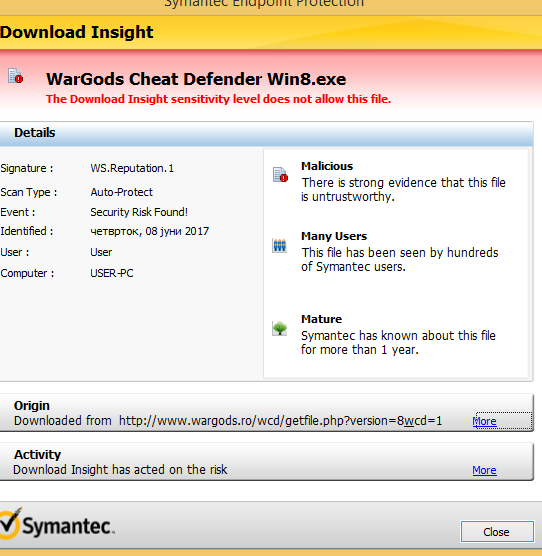 Symantec Endpoint Protection
Download Insight
WarGods Cheat Defender Win8.exe
The Download Insight sensitivity level does not allow this file.
Details
Signature : WS.Reputation.1
Scan Type : Auto-Protect
Event : Security Risk Found!
Identified : четврток, 08 јуни 2017
User : User
Computer : USER-PC
Malicious
There is strong evidence that this file
is untrustworthy.
Many Users
This file has been seen by hundreds
of Symantec users.
Mature
Symantec has known about this file
for more than 1 year.
Origin
Downloaded from http://www.wargods.ro/wcd/getfile.php?version=8wcd=1 More
Activity
Download Insight has acted on the risk More
Symantec.
Close